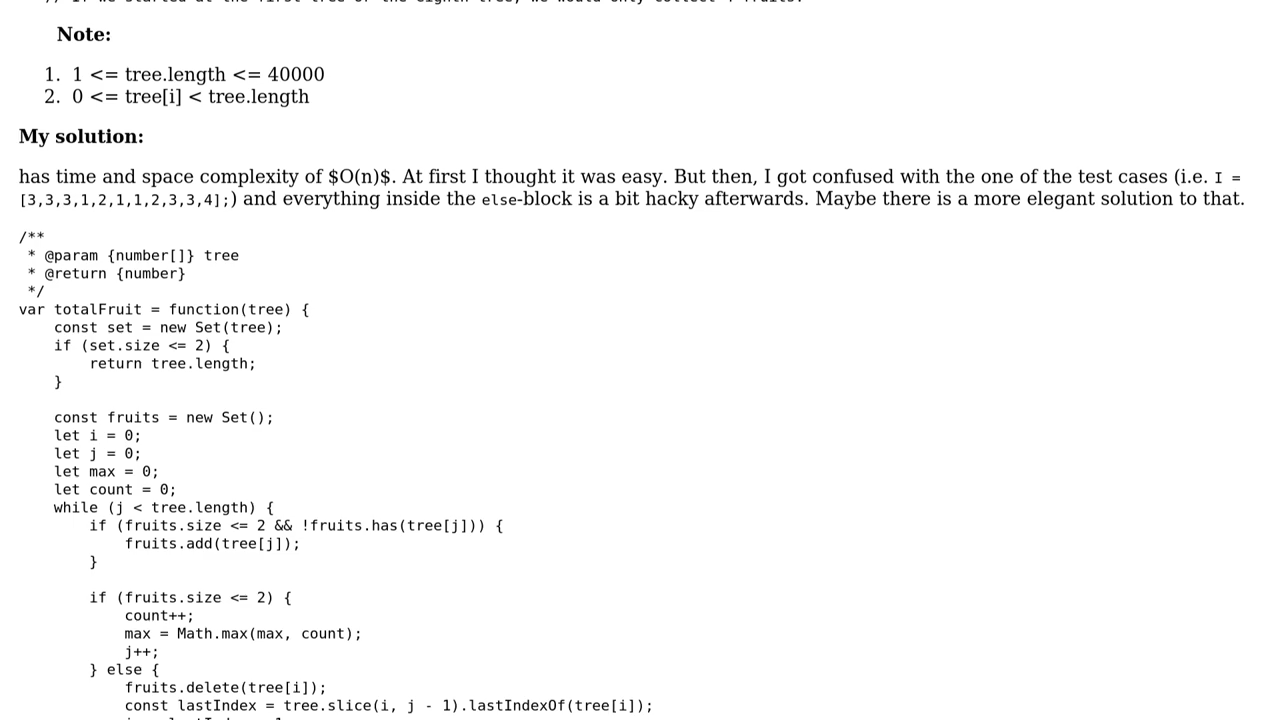 Note:
1. 1 <= tree.length <= 40000
2. 0 <= tree[i] < tree.length
My solution:
has time and space complexity of $O(n)$. At first I thought it was easy. But then, I got confused with the one of the test cases (i.e. I =
[3,3,3,1,2,1,1,2,3,3,4];) and everything inside the else-block is a bit hacky afterwards. Maybe there is a more elegant solution to that.
/**
 * @param {number[]} tree
 * @return {number}
 */
var totalFruit = function(tree) {
    const set = new Set(tree);
    if (set.size <= 2) {
        return tree.length;
    }
    const fruits = new Set();
    let i = 0;
    let j = 0;
    let max = 0;
    let count = 0;
    while (j < tree.length) {
        if (fruits.size <= 2 && !fruits.has(tree[j])) {
            fruits.add(tree[j]);
        }
        if (fruits.size <= 2) {
            count++;
            max = Math.max(max, count);
            j++;
        } else {
            fruits.delete(tree[i]);
            const lastIndex = tree.slice(i, j - 1).lastIndexOf(tree[i]);